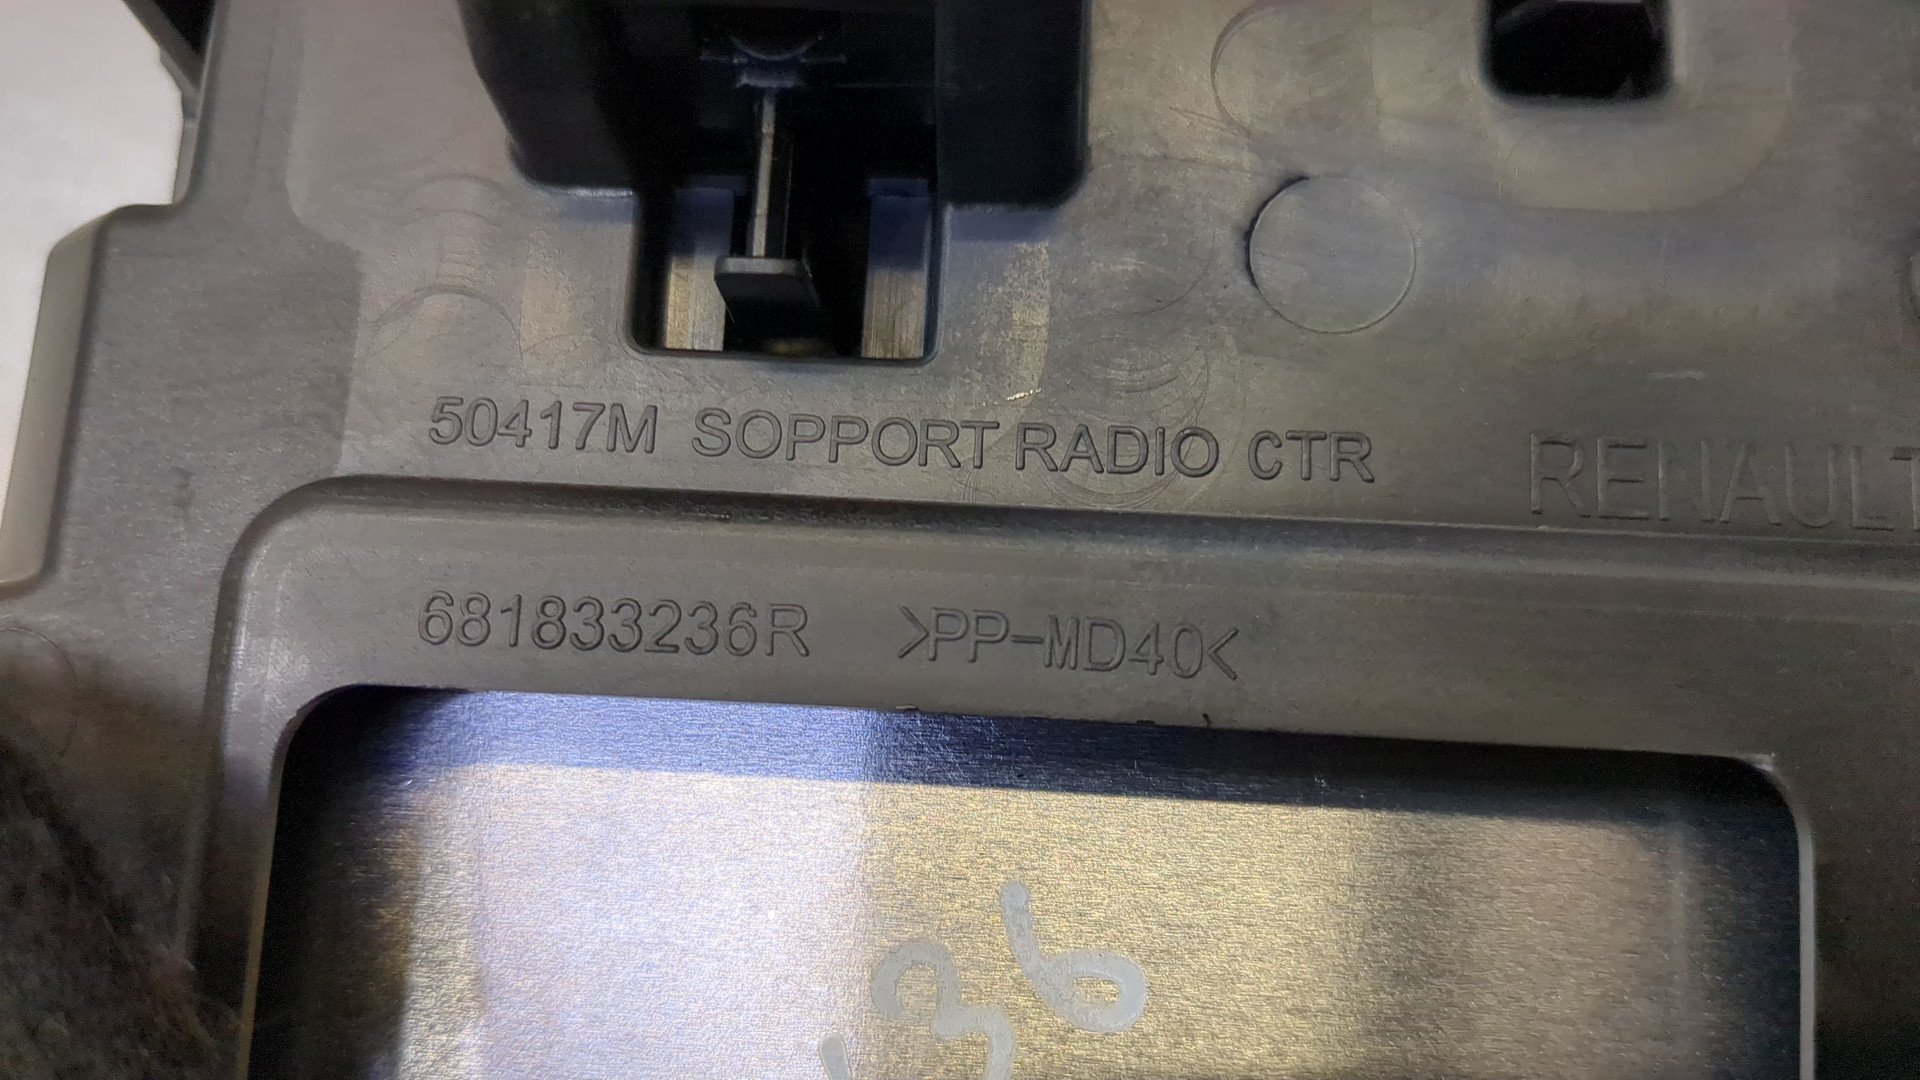 50417M SOPPORT RADIO CTR
RENAULT
681833236R >PP-MD40<
36